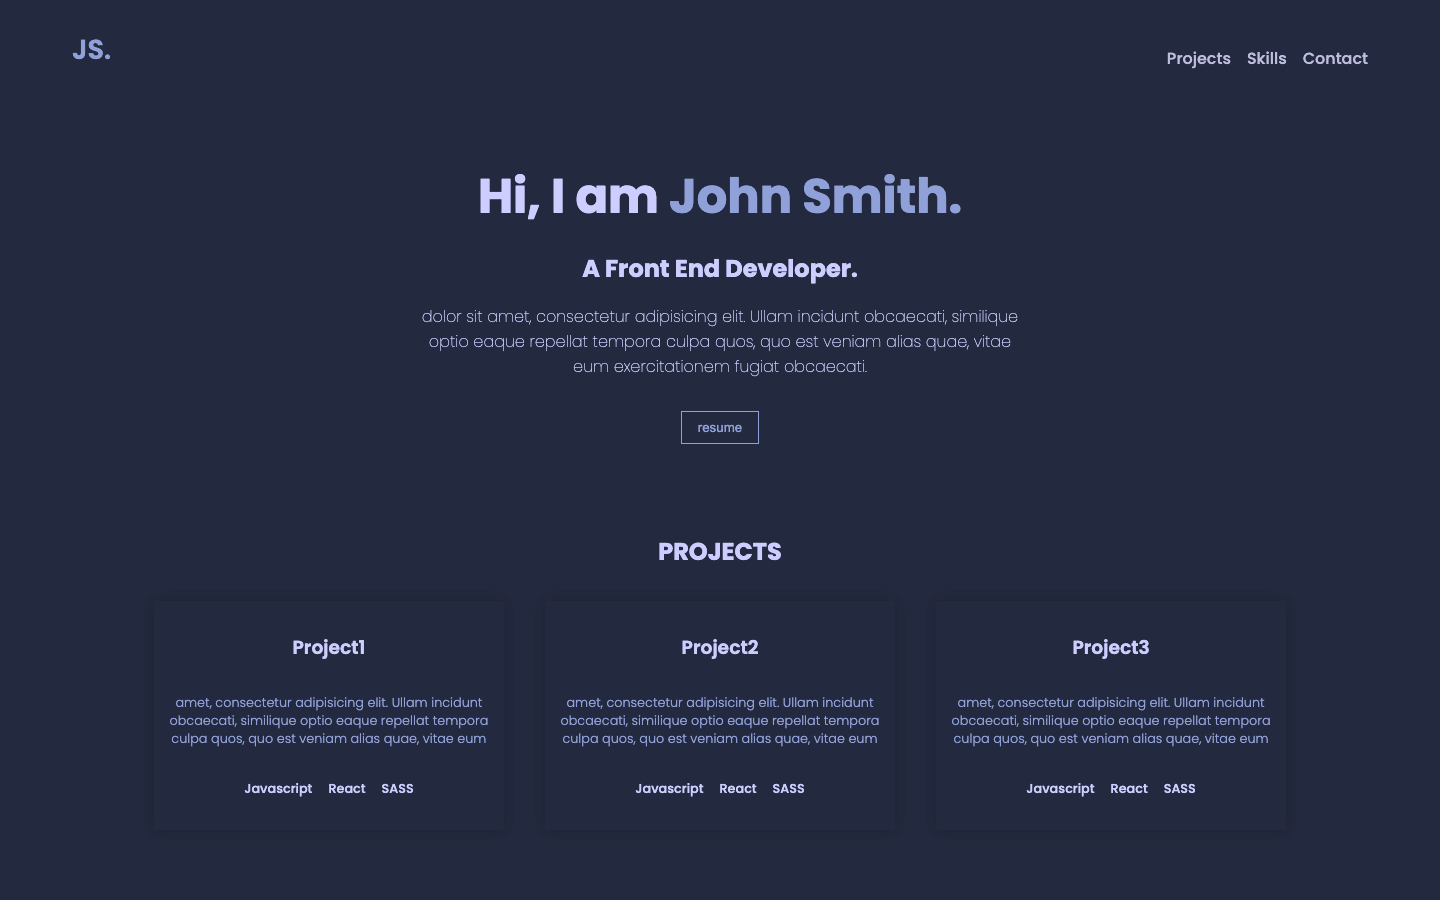 JS.
Projects Skills Contact
Hi, I am John Smith.
A Front End Developer.
dolor sit amet, consectetur adipisicing elit. Ullam incidunt obcaecati, similique
optio eaque repellat tempora culpa quos, quo est veniam alias quae, vitae
eum exercitationem fugiat obcaecati.
resume
PROJECTS
Project1
amet, consectetur adipisicing elit. Ullam incidunt
obcaecati, similique optio eaque repellat tempora
culpa quos, quo est veniam alias quae, vitae eum
Javascript React SASS
Project2
amet, consectetur adipisicing elit. Ullam incidunt
obcaecati, similique optio eaque repellat tempora
culpa quos, quo est veniam alias quae, vitae eum
Javascript React SASS
Project3
amet, consectetur adipisicing elit. Ullam incidunt
obcaecati, similique optio eaque repellat tempora
culpa quos, quo est veniam alias quae, vitae eum
Javascript React SASS